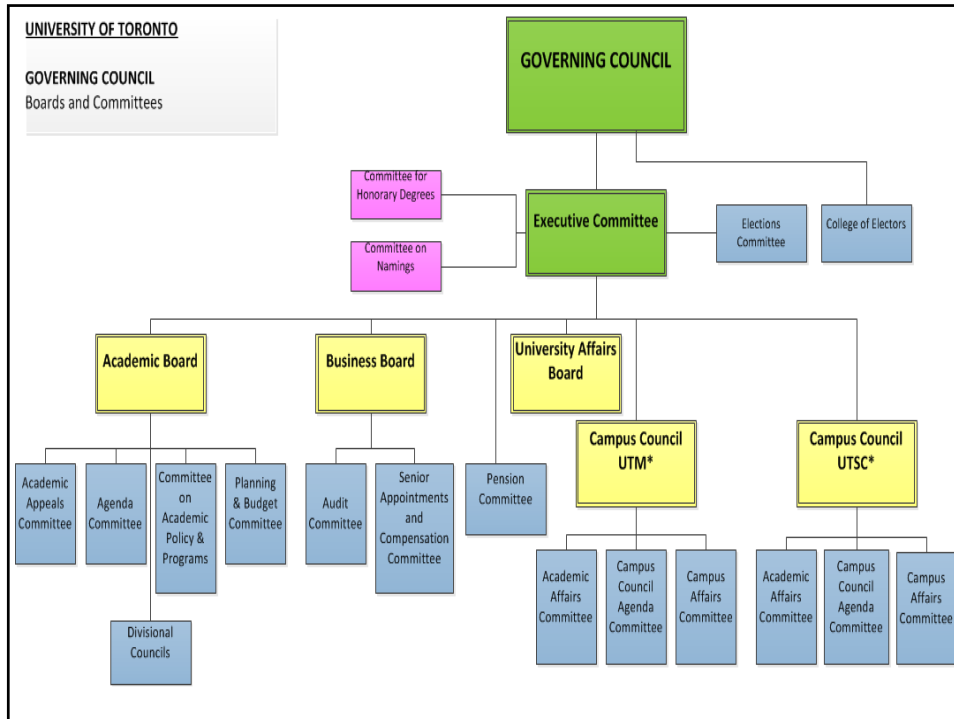 UNIVERSITY OF TORONTO
GOVERNING COUNCIL
Boards and Committees
GOVERNING COUNCIL
Committee for
Honorary Degrees
Executive Committee
Elections
Committee
College of Electors
Committee on
Namings
Academic Board
Business Board
University Affairs
Board
Campus Council
UTM*
Campus Council
UTSC*
Academic
Appeals
Committee
Agenda
Committee
Committee
on
Academic
Policy &
Programs
Planning
& Budget
Committee
Audit
Committee
Senior
Appointments
and
Compensation
Committee
Pension
Committee
Academic
Affairs
Committee
Campus
Council
Agenda
Committee
Campus
Affairs
Committee
Academic
Affairs
Committee
Campus
Council
Agenda
Committee
Campus
Affairs
Committee
Divisional
Councils